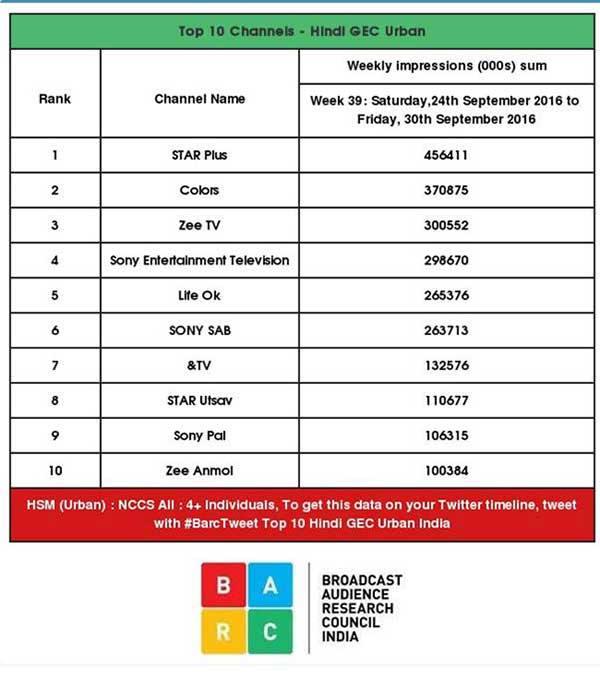 Top 10 Channels - Hindi GEC Urban
Rank
Channel Name
Weekly impressions (000s) sum
Week 39: Saturday,24th September 2016 to
Friday, 30th September 2016
1 STAR Plus 456411
2 Colors 370875
3 Zee TV 300552
4 Sony Entertainment Television 298670
5 Life Ok 265376
6 SONY SAB 263713
7 &TV 132576
8 STAR Utsav 110677
9 Sony Pal 106315
10 Zee Anmol 100384
HSM (Urban) : NCCS All : 4+ Individuals, To get this data on your Twitter timeline, tweet
with #BarcTweet Top 10 Hindi GEC Urban India
B A
R C
BROADCAST
AUDIENCE
RESEARCH
COUNCIL
INDIA